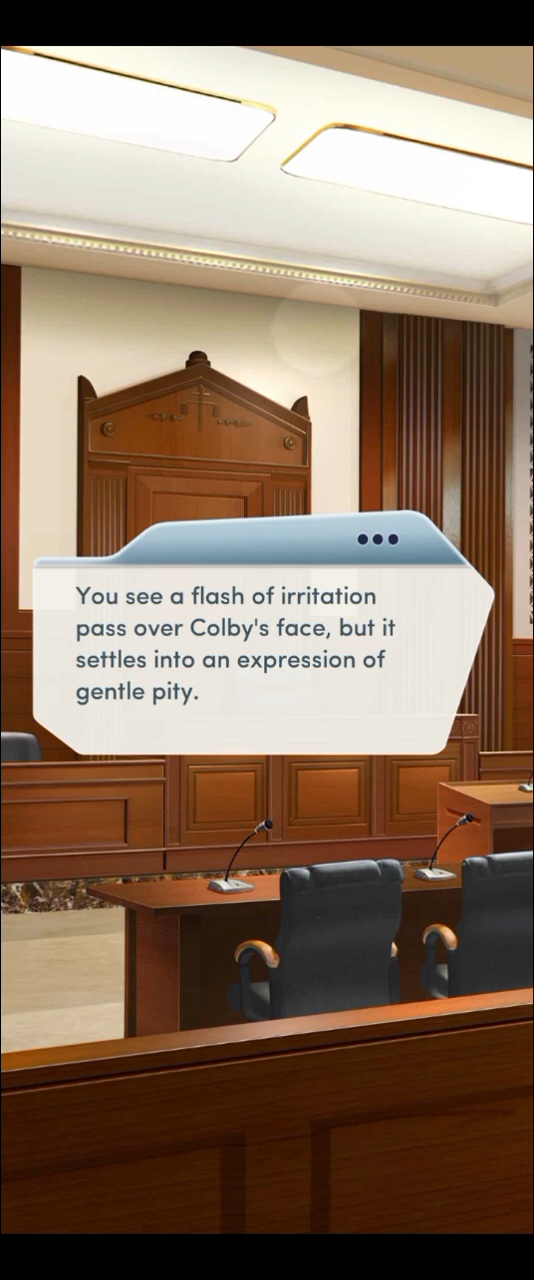 You see a flash of irritation
pass over Colby's face, but it
settles into an expression of
gentle pity.